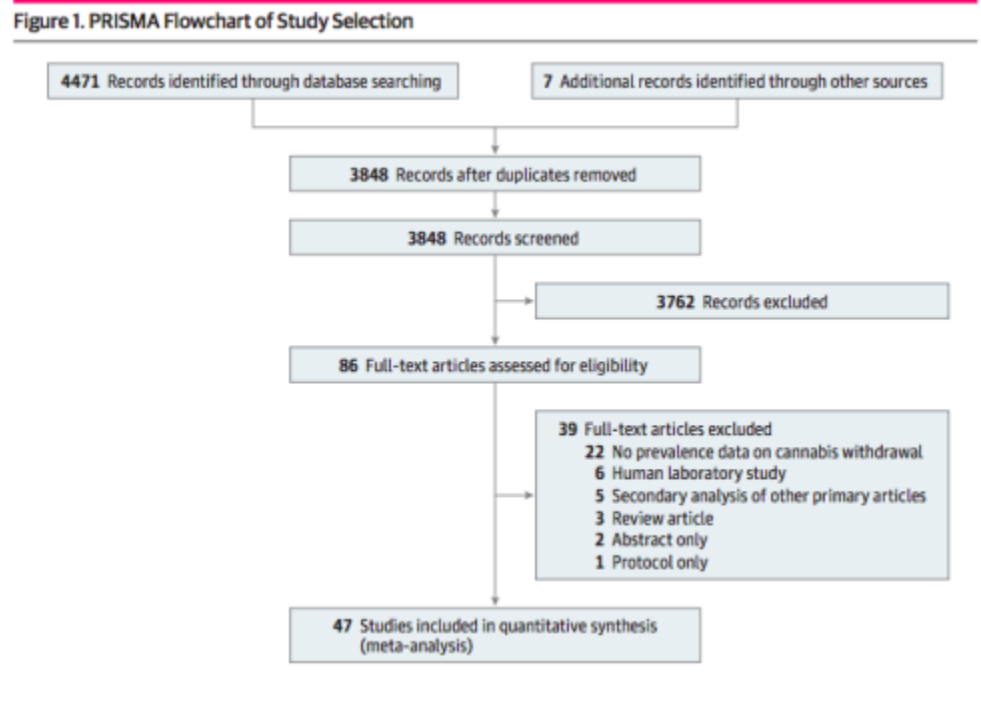 Figure 1. PRISMA Flowchart of Study Selection
4471 Records identified through database searching
7 Additional records identified through other sources
3848 Records after duplicates removed
3848 Records screened
3762 Records excluded
86 Full-text articles assessed for eligibility
39 Full-text articles excluded
22 No prevalence data on cannabis withdrawal
6 Human laboratory study
5 Secondary analysis of other primary articles
3 Review article
2 Abstract only
1 Protocol only
47 Studies included in quantitative synthesis
(meta-analysis)